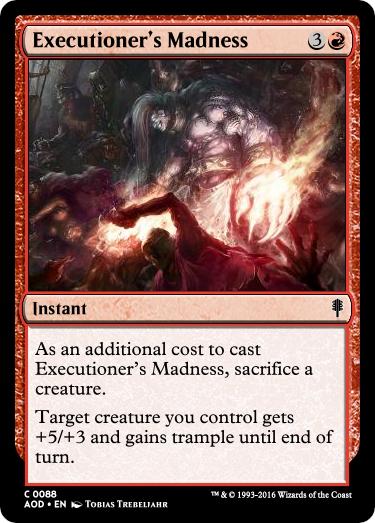 Executioner's Madness 3
Instant
As an additional cost to cast
Executioner's Madness, sacrifice a
creature.
Target creature you control gets
+5/+3 and gains trample until end of
turn.
C 0088
AOD • EN Tobias Trebeljahr
™ & © 1993-2016 Wizards of the Coast